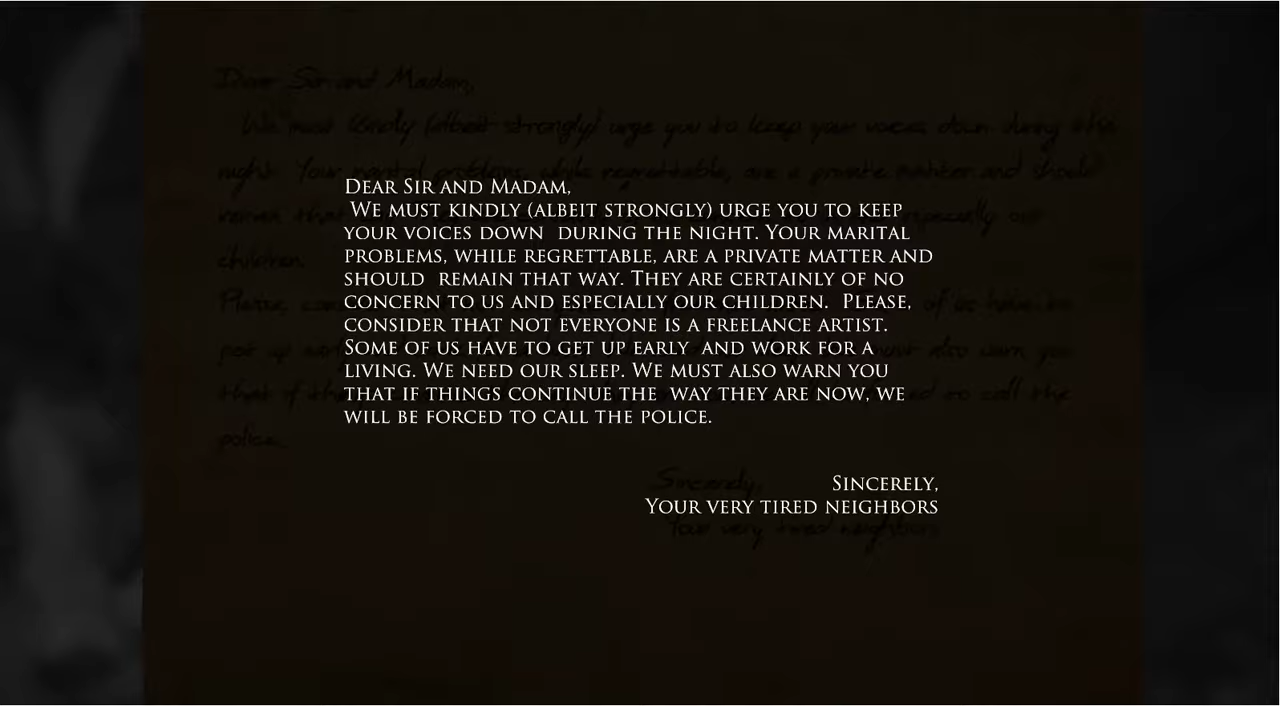 Dear Sir and Madam,
We must kindly (albeit strongly) urge you to keep
your voices down during the night. Your marital
problems, while regrettable, are a private matter and
should remain that way. They are certainly of no
concern to us and especially our children. Please,
consider that not everyone is a freelance artist.
Some of us have to get up early and work for a
living. We need our sleep. We must also warn you
that if things continue the way they are now, we
will be forced to call the police.
Sincerely,
Your very tired neighbors